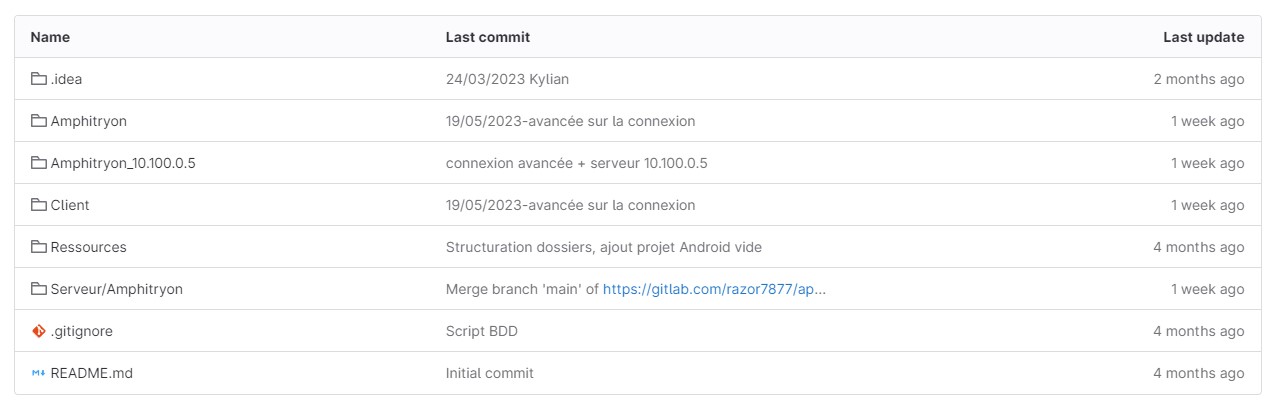 Name Last commit Last update
.idea 24/03/2023 Kylian 2 months ago
Amphitryon 19/05/2023-avancée sur la connexion 1 week ago
Amphitryon_10.100.0.5 connexion avancée + serveur 10.100.0.5 1 week ago
Client 19/05/2023-avancée sur la connexion 1 week ago
Ressources Structuration dossiers, ajout projet Android vide 4 months ago
Serveur/Amphitryon Merge branch 'main' of https://gitlab.com/razor7877/ap... 1 week ago
.gitignore Script BDD 4 months ago
README.md Initial commit 4 months ago